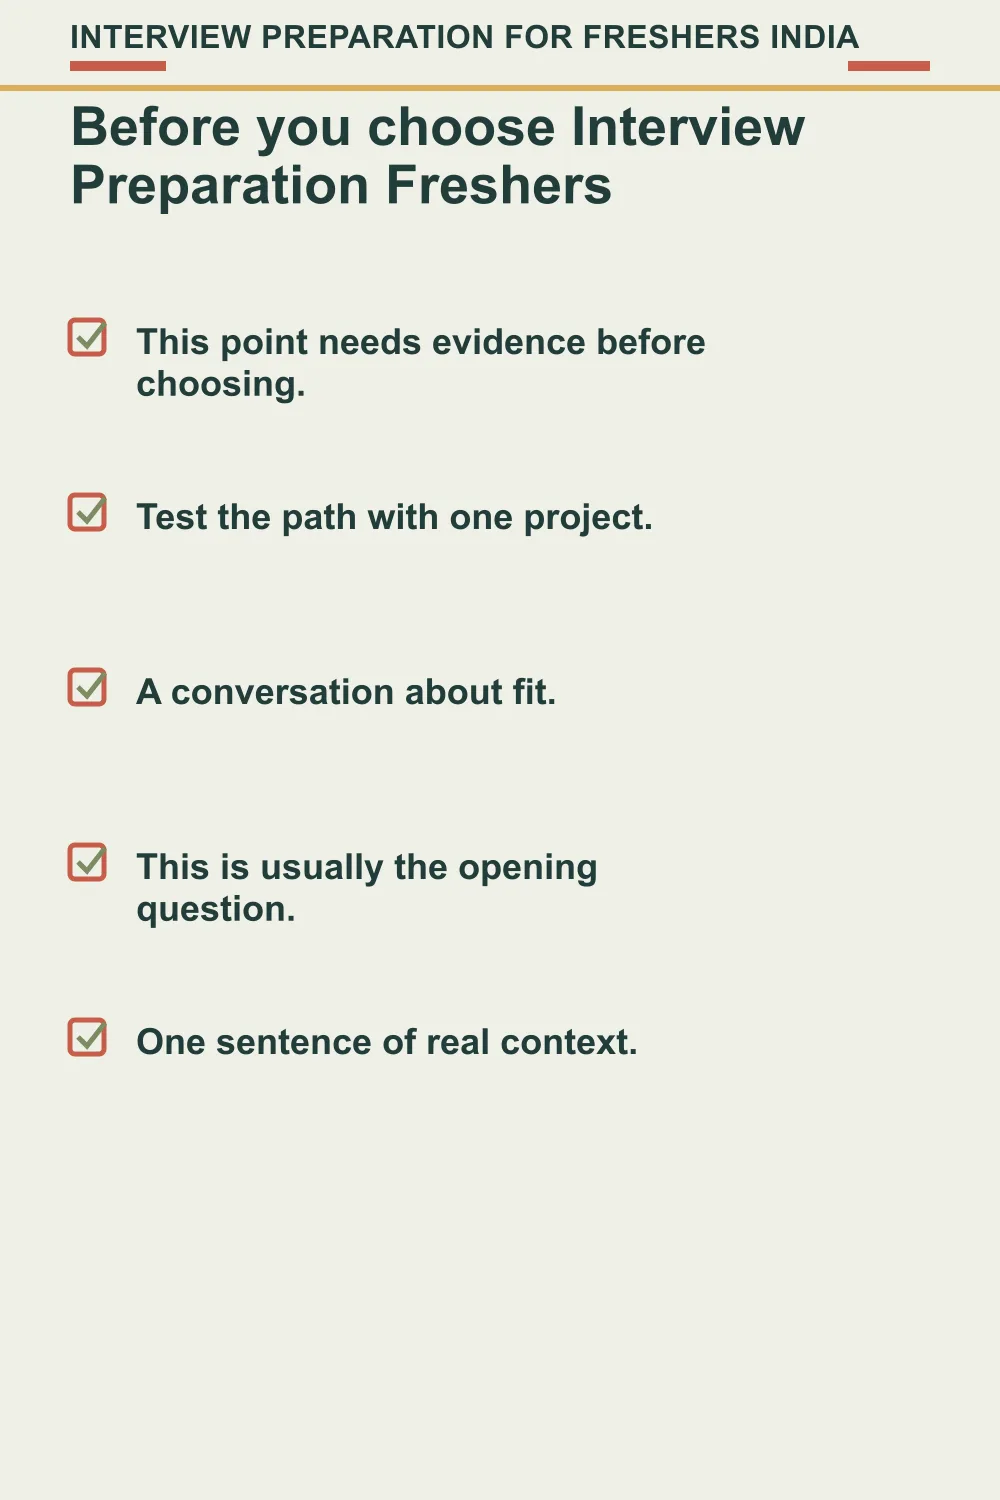 INTERVIEW PREPARATION FOR FRESHERS INDIA
Before you choose Interview
Preparation Freshers
This point needs evidence before
choosing.
Test the path with one project.
A conversation about fit.
This is usually the opening
question.
One sentence of real context.